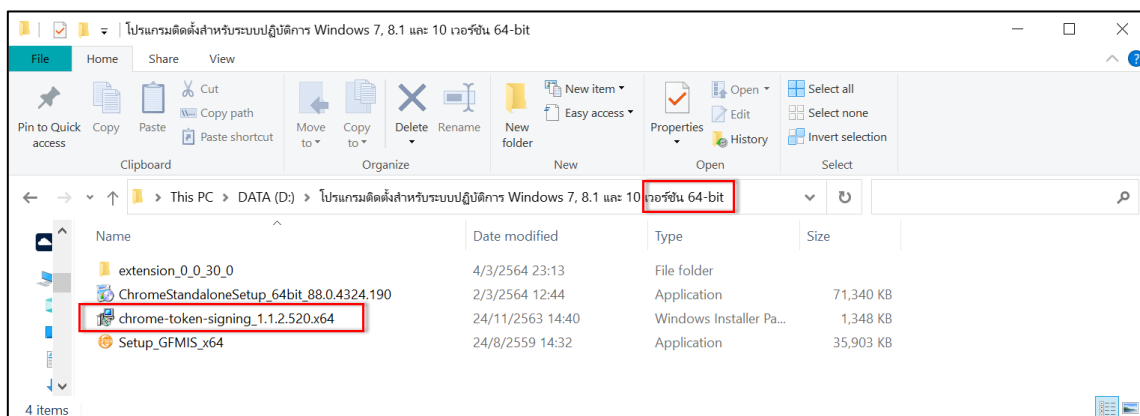 โปรแกรมติดตั้งสำหรับระบบปฏิบัติการ Windows 7, 8.1 และ 10 เวอร์ชัน 64-bit
File Home Share View
Pin to Quick access
Copy
Paste
Cut
Copy path
Paste shortcut
Clipboard
Move to
Copy to
Delete
Rename
Organize
New folder
New item
Easy access
New
Properties
Open
Edit
History
Open
Select all
Select none
Invert selection
Select
This PC > DATA (D:) > โปรแกรมติดตั้งสำหรับระบบปฏิบัติการ Windows 7, 8.1 และ 10 เวอร์ชัน 64-bit
Name Date modified Type Size
extension_0_0_30_0 4/3/2564 23:13 File folder
ChromeStandaloneSetup_64bit_88.0.4324.190 2/3/2564 12:44 Application 71,340 KB
chrome-token-signing_1.1.2.520.x64 24/11/2563 14:40 Windows Installer Pa... 1,348 KB
Setup_GFMIS_x64 24/8/2559 14:32 Application 35,903 KB
4 items